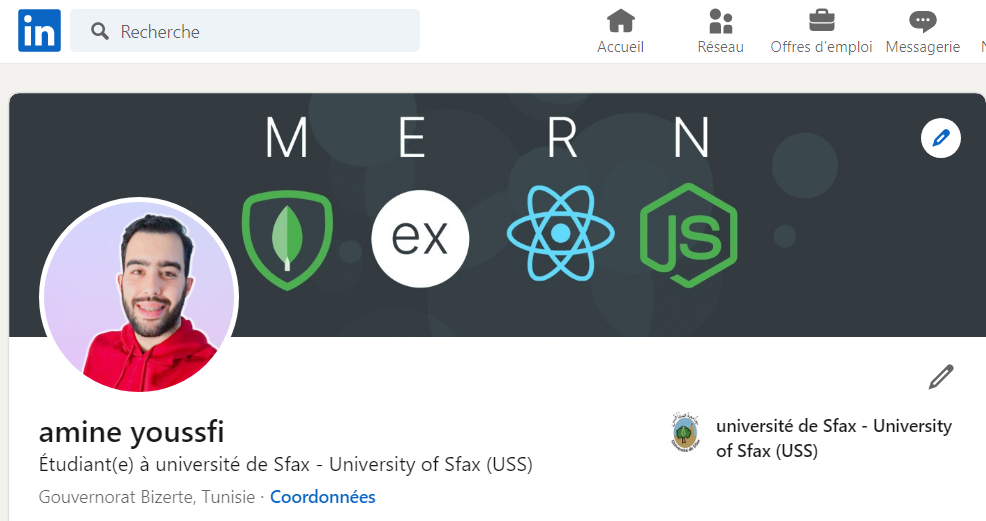 in
Recherche
Accueil
Réseau
Offres d'emploi
Messagerie
M E R N
ex
JS
amine youssfi
Étudiant(e) à université de Sfax - University of Sfax (USS)
Gouvernorat Bizerte, Tunisie · Coordonnées
université de Sfax - University
of Sfax (USS)